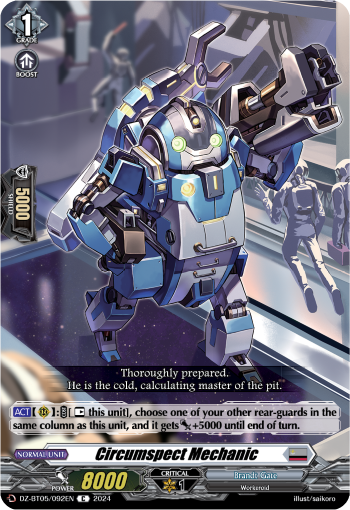 1
GRADE
BOOST
5000
SHIELD
Thoroughly prepared.
He is the cold, calculating master of the pit."
ACT【 】:[ this unit], choose one of your other rear-guards in the
same column as this unit, and it gets +5000 until end of turn.
NORMAL UNIT
Circumspect Mechanic
POWER 8000
CRITICAL
1
Brandt Gate
Workeroid
DZ-BT05/092EN C 2024
illust/saikoro